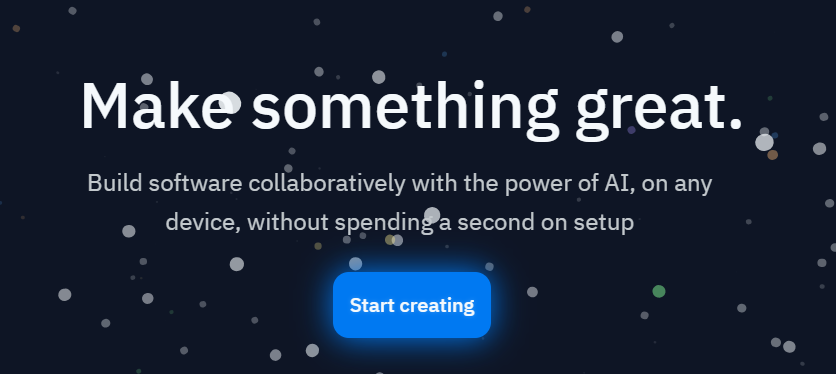 Make something great.
Build software collaboratively with the power of AI, on any
device, without spending a second on setup
Start creating